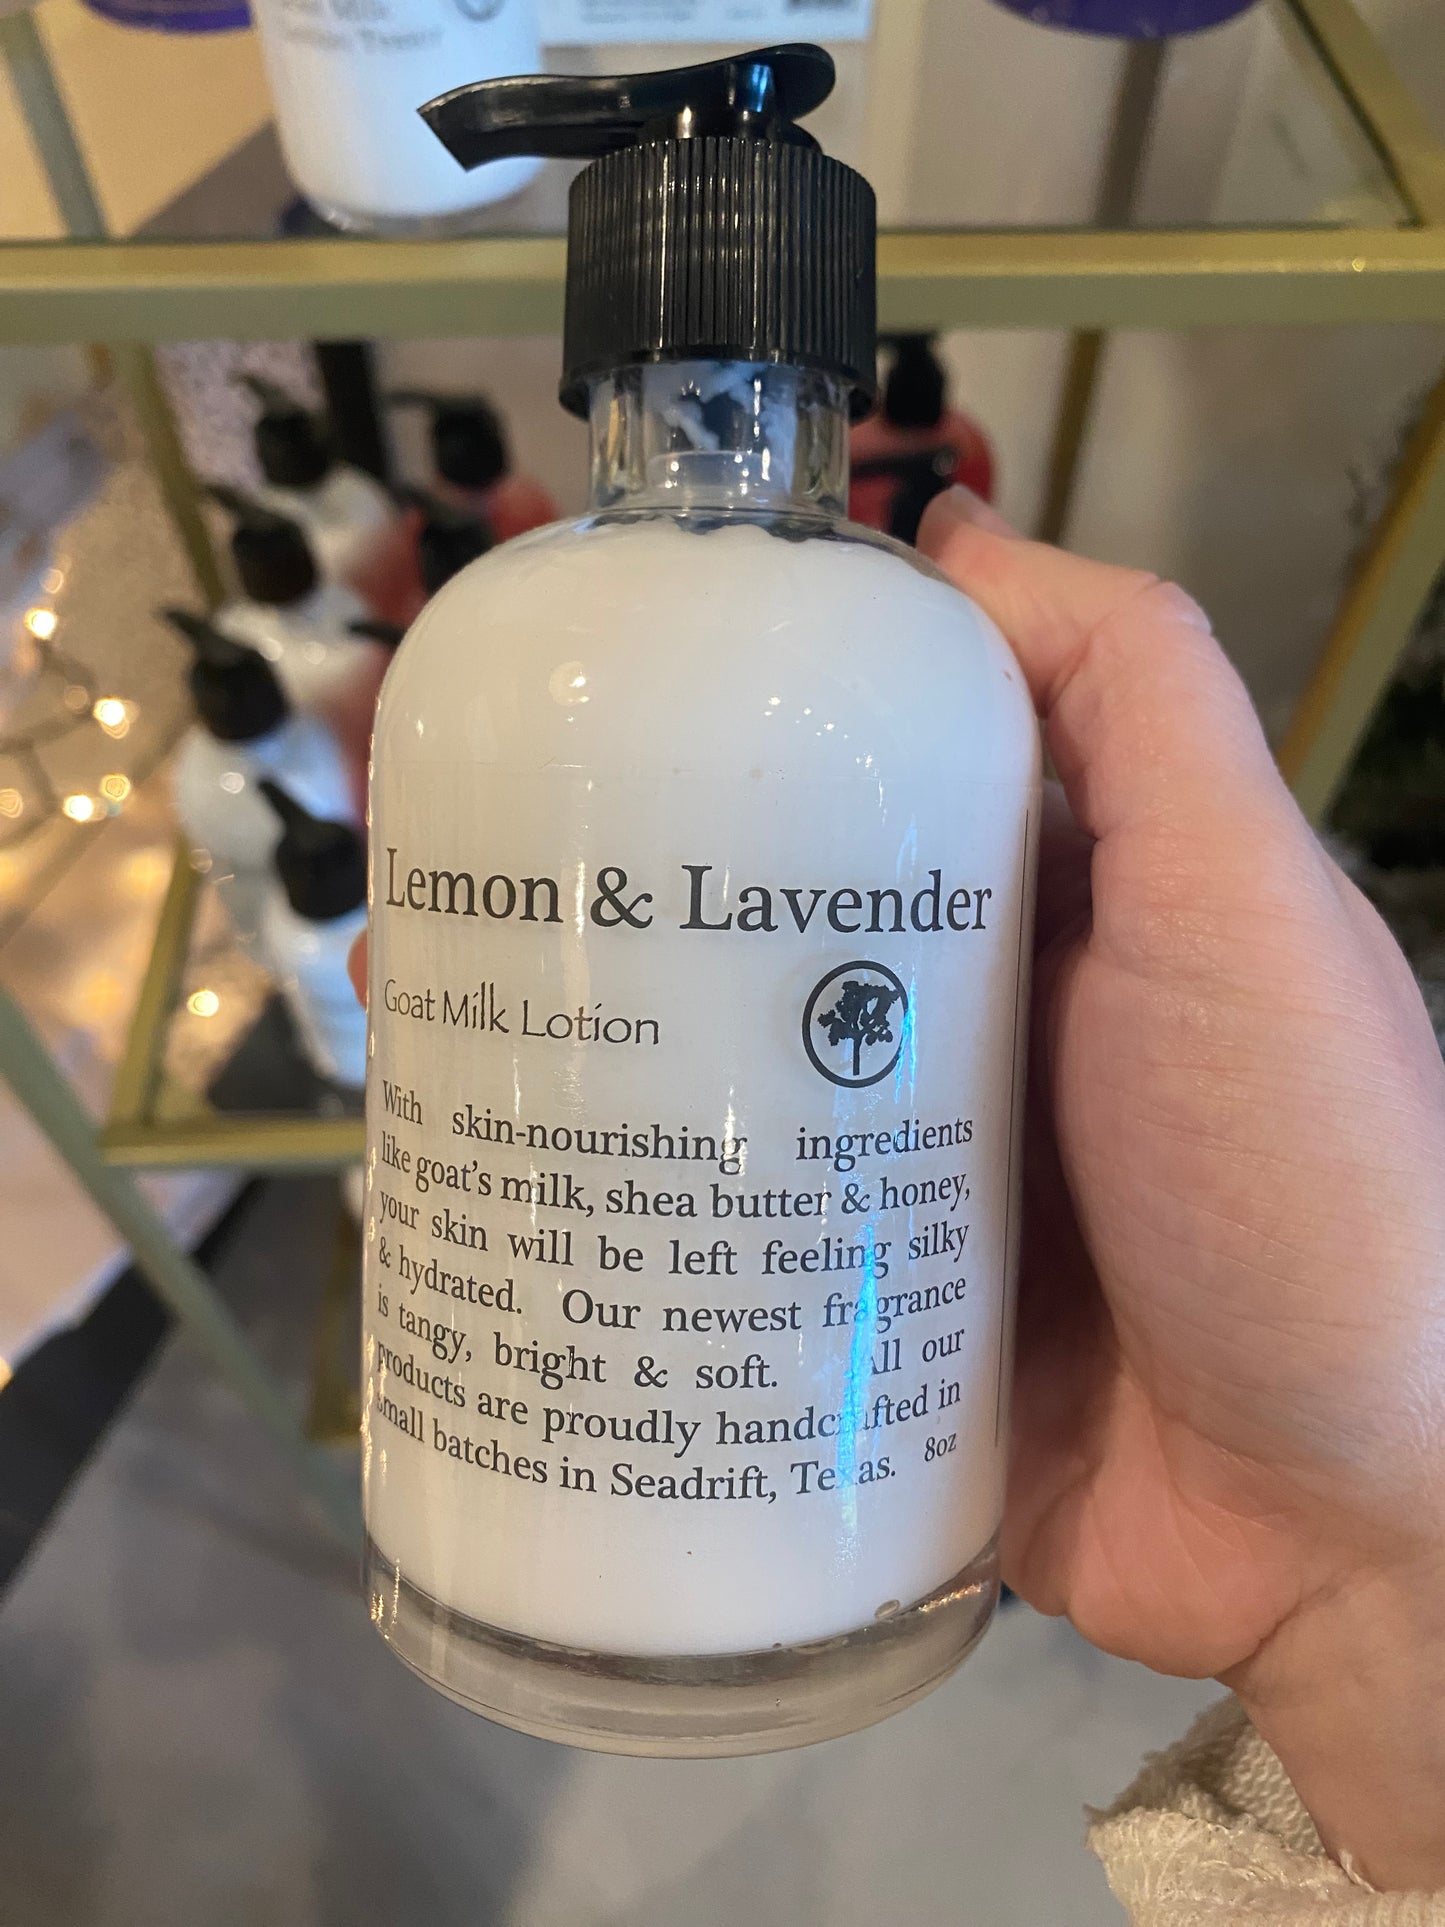 Lemon & Lavender
Goat Milk Lotion
With skin-nourishing ingredients
like goat's milk, shea butter & honey,
your skin will be left feeling silky
& hydrated. Our newest fragrance
is tangy, bright & soft. All our
products are proudly handcrafted in
small batches in Seadrift, Texas. 8oz